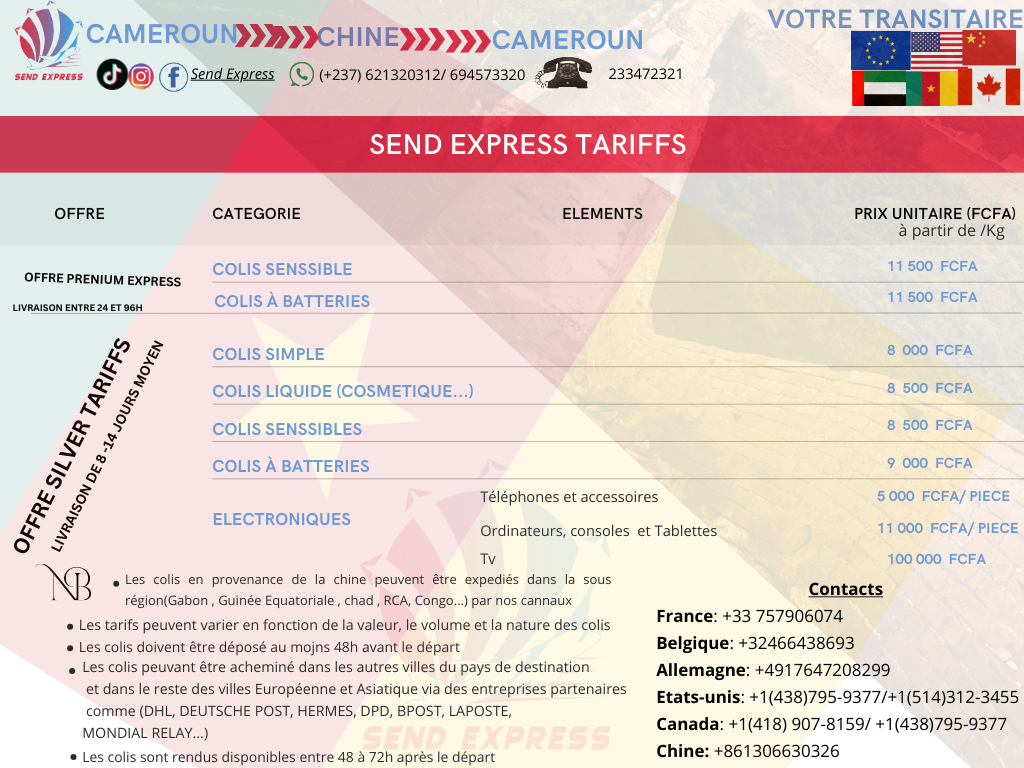 CAMEROUN CHINE CAMEROUN
VOTRE TRANSITAIRE
SEND EXPRESS
Send Express (+237) 621320312/ 694573320 233472321
SEND EXPRESS TARIFFS
OFFRE CATEGORIE ELEMENTS PRIX UNITAIRE (FCFA)
à partir de /Kg
OFFRE PRENIUM EXPRESS
LIVRAISON ENTRE 24 ET 96H
COLIS SENSSIBLE 11 500 FCFA
COLIS À BATTERIES 11 500 FCFA
OFFRE SILVER TARIFFS
LIVRAISON DE 8 -14 JOURS MOYEN
COLIS SIMPLE 8 000 FCFA
COLIS LIQUIDE (COSMETIQUE...) 8 500 FCFA
COLIS SENSSIBLES 8 500 FCFA
COLIS À BATTERIES 9 000 FCFA
ELECTRONIQUES
Téléphones et accessoires 5 000 FCFA/ PIECE
Ordinateurs, consoles et Tablettes 11 000 FCFA/ PIECE
Tv 100 000 FCFA
NB
• Les colis en provenance de la chine peuvent être expediés dans la sous
région(Gabon , Guinée Equatoriale , chad , RCA, Congo...) par nos cannaux
• Les tarifs peuvent varier en fonction de la valeur, le volume et la nature des colis
• Les colis doivent être déposé au mojns 48h avant le départ
• Les colis peuvant être acheminé dans les autres villes du pays de destination
et dans le reste des villes Européenne et Asiatique via des entreprises partenaires
comme (DHL, DEUTSCHE POST, HERMES, DPD, BPOST, LAPOSTE,
MONDIAL RELAY...)
• Les colis sont rendus disponibles entre 48 à 72h après le départ
SEND EXPRESS
Contacts
France: +33 757906074
Belgique: +32466438693
Allemagne: +4917647208299
Etats-unis: +1(438)795-9377/+1(514)312-3455
Canada: +1(418) 907-8159/ +1(438)795-9377
Chine: +861306630326